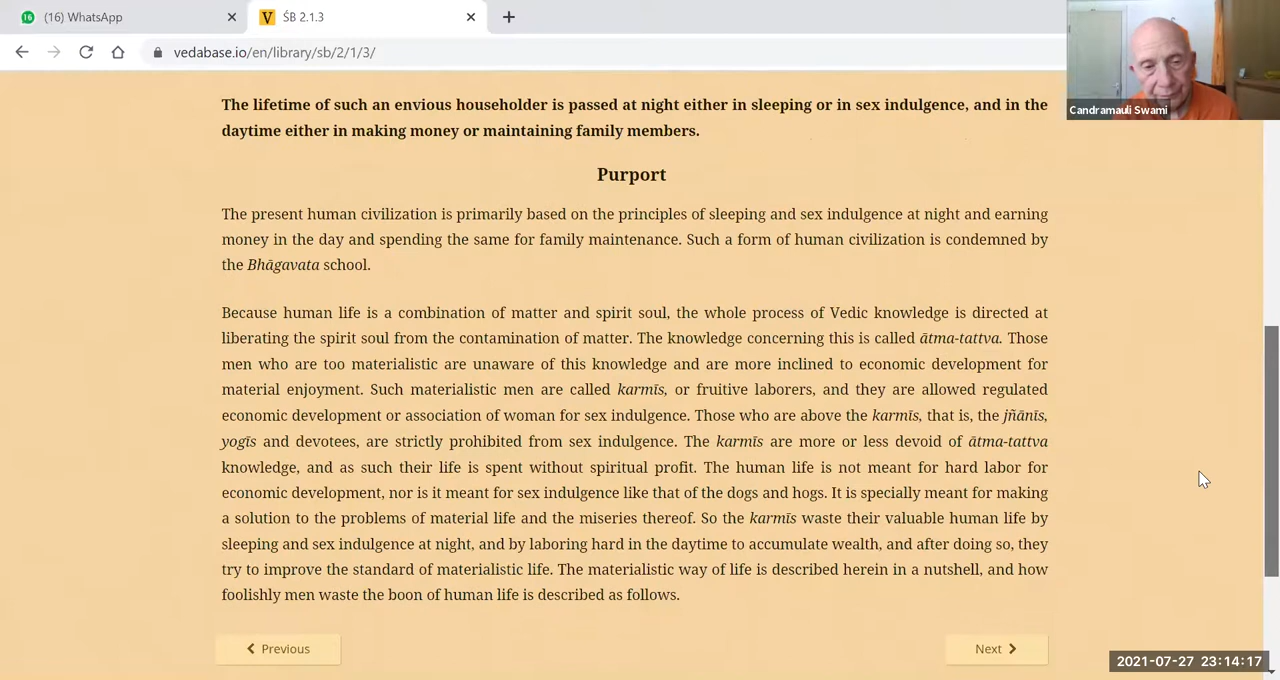 16 (16) WhatsApp
V ŚB 2.1.3
vedabase.io/en/library/sb/2/1/3/
Candramauli Swami
The lifetime of such an envious householder is passed at night either in sleeping or in sex indulgence, and in the
daytime either in making money or maintaining family members.
Purport
The present human civilization is primarily based on the principles of sleeping and sex indulgence at night and earning
money in the day and spending the same for family maintenance. Such a form of human civilization is condemned by
the Bhāgavata school.
Because human life is a combination of matter and spirit soul, the whole process of Vedic knowledge is directed at
liberating the spirit soul from the contamination of matter. The knowledge concerning this is called ātma-tattva. Those
men who are too materialistic are unaware of this knowledge and are more inclined to economic development for
material enjoyment. Such materialistic men are called karmīs, or fruitive laborers, and they are allowed regulated
economic development or association of woman for sex indulgence. Those who are above the karmīs, that is, the jñānīs,
yogīs and devotees, are strictly prohibited from sex indulgence. The karmīs are more or less devoid of ātma-tattva
knowledge, and as such their life is spent without spiritual profit. The human life is not meant for hard labor for
economic development, nor is it meant for sex indulgence like that of the dogs and hogs. It is specially meant for making
a solution to the problems of material life and the miseries thereof. So the karmīs waste their valuable human life by
sleeping and sex indulgence at night, and by laboring hard in the daytime to accumulate wealth, and after doing so, they
try to improve the standard of materialistic life. The materialistic way of life is described herein in a nutshell, and how
foolishly men waste the boon of human life is described as follows.
Previous
Next
2021-07-27 23:14:17